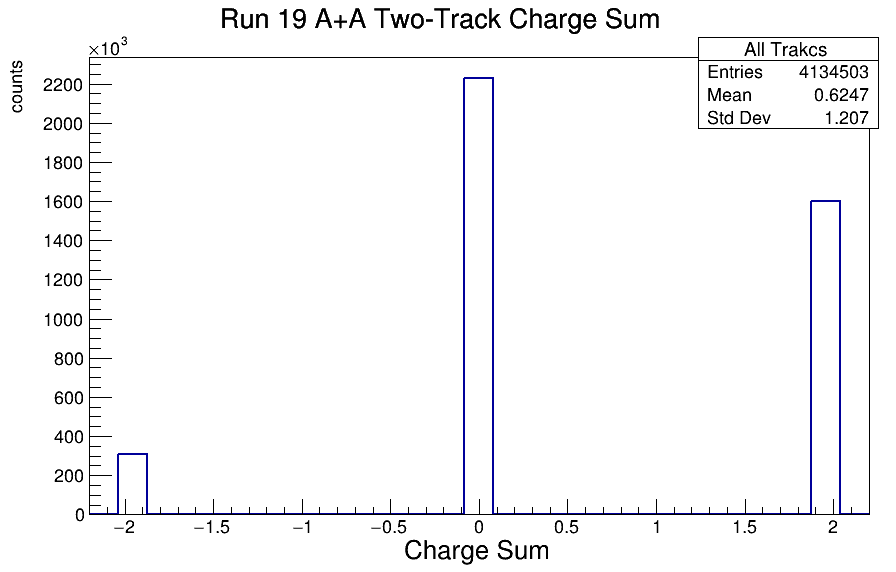 Run 19 A+A Two-Track Charge Sum
×10³
counts
All Trakcs
Entries 4134503
Mean 0.6247
Std Dev 1.207
2200
2000
1800
1600
1400
1200
1000
800
600
400
200
0
−2 −1.5 −1 −0.5 0 0.5 1 1.5 2
Charge Sum